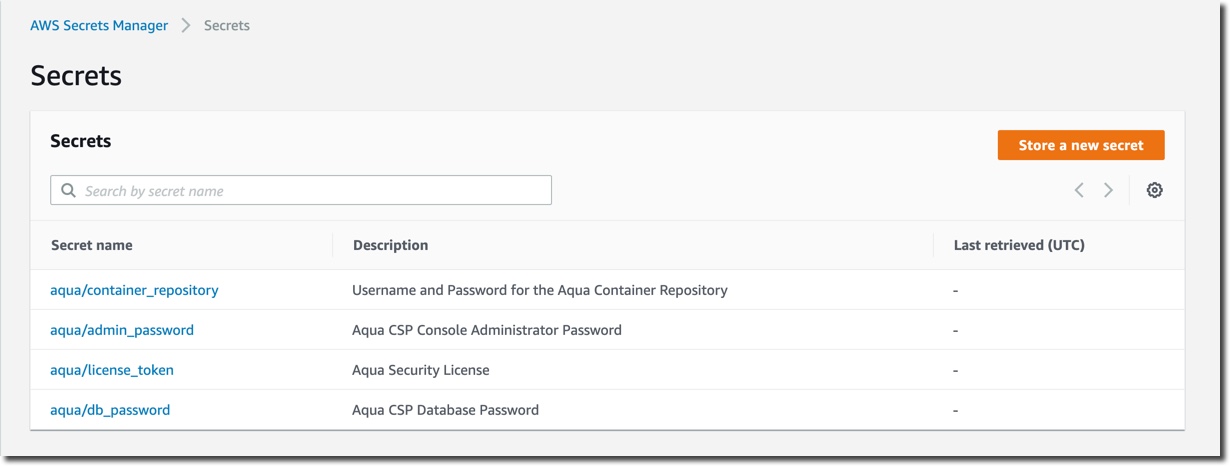 AWS Secrets Manager > Secrets
Secrets
Secrets
Store a new secret
Search by secret name
Secret name Description Last retrieved (UTC)
aqua/container_repository Username and Password for the Aqua Container Repository -
aqua/admin_password Aqua CSP Console Administrator Password -
aqua/license_token Aqua Security License -
aqua/db_password Aqua CSP Database Password -